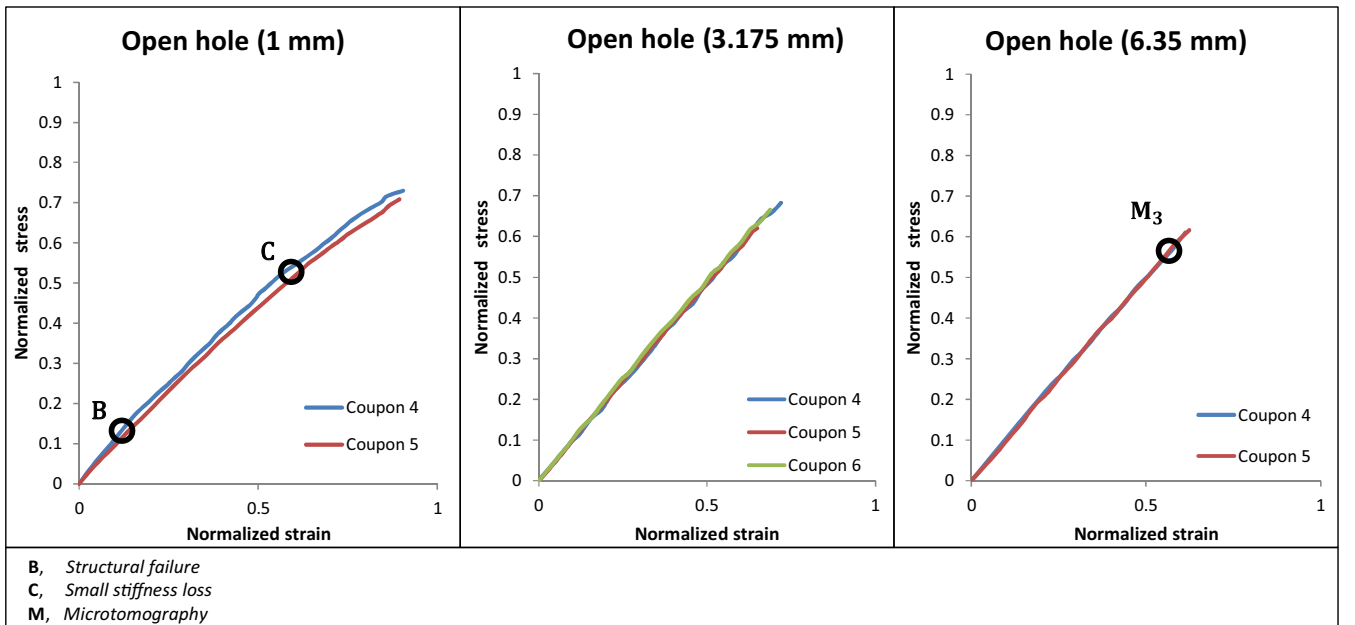 Open hole (1 mm)
1
0.9
0.8
0.7
0.6
0.5
0.4
0.3
0.2
0.1
0
Normalized stress
C
B
Coupon 4
Coupon 5
0 0.5 1
Normalized strain
Open hole (3.175 mm)
1
0.9
0.8
0.7
0.6
0.5
0.4
0.3
0.2
0.1
0
Normalized stress
Coupon 4
Coupon 5
Coupon 6
0 0.5 1
Normalized strain
Open hole (6.35 mm)
1
0.9
0.8
0.7
0.6
0.5
0.4
0.3
0.2
0.1
0
Normalized stress
M₃
Coupon 4
Coupon 5
0 0.5 1
Normalized strain
B, Structural failure
C, Small stiffness loss
M, Microtomography